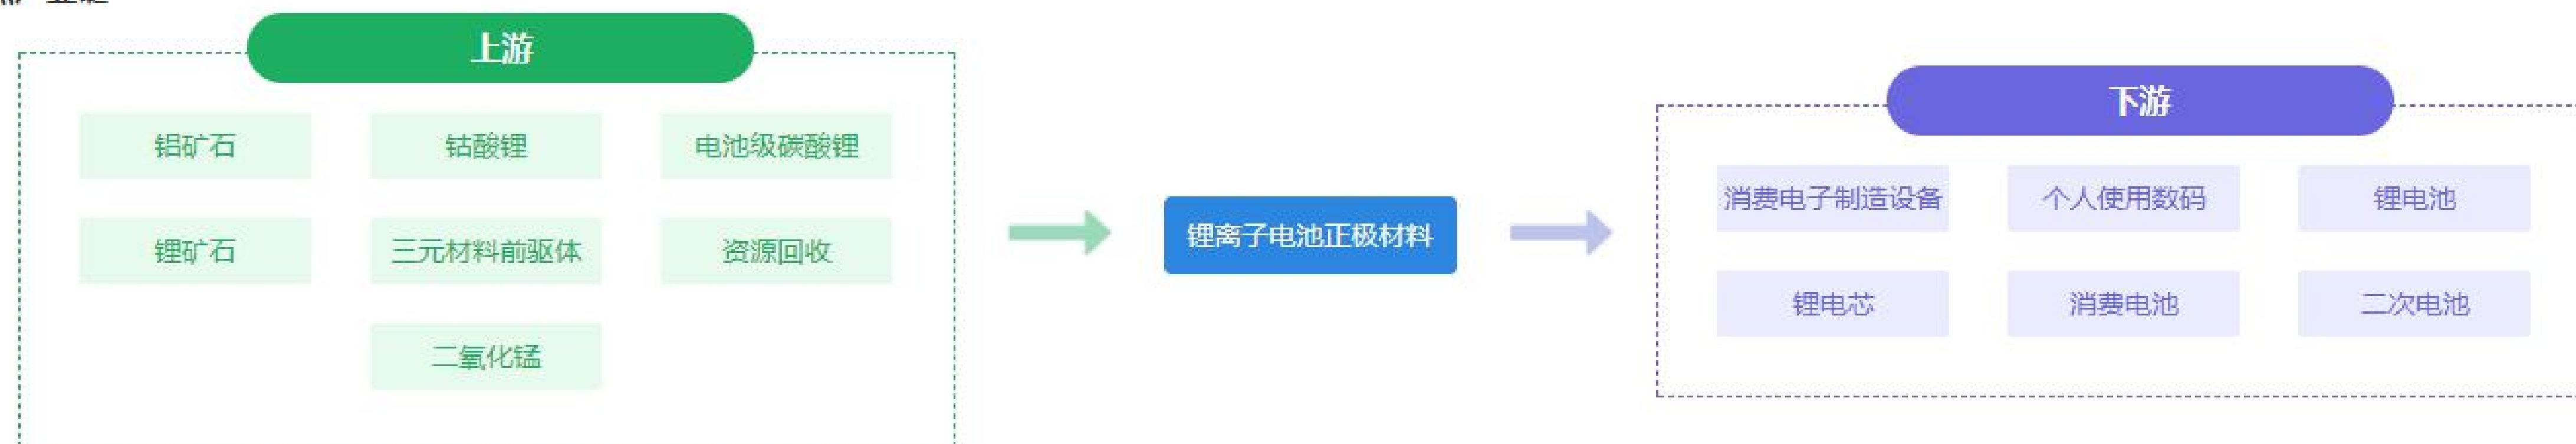 上游
铝矿石
钴酸锂
电池级碳酸锂
锂矿石
三元材料前驱体
资源回收
二氧化锰
锂离子电池正极材料
下游
消费电子制造设备
个人使用数码
锂电池
锂电芯
消费电池
二次电池